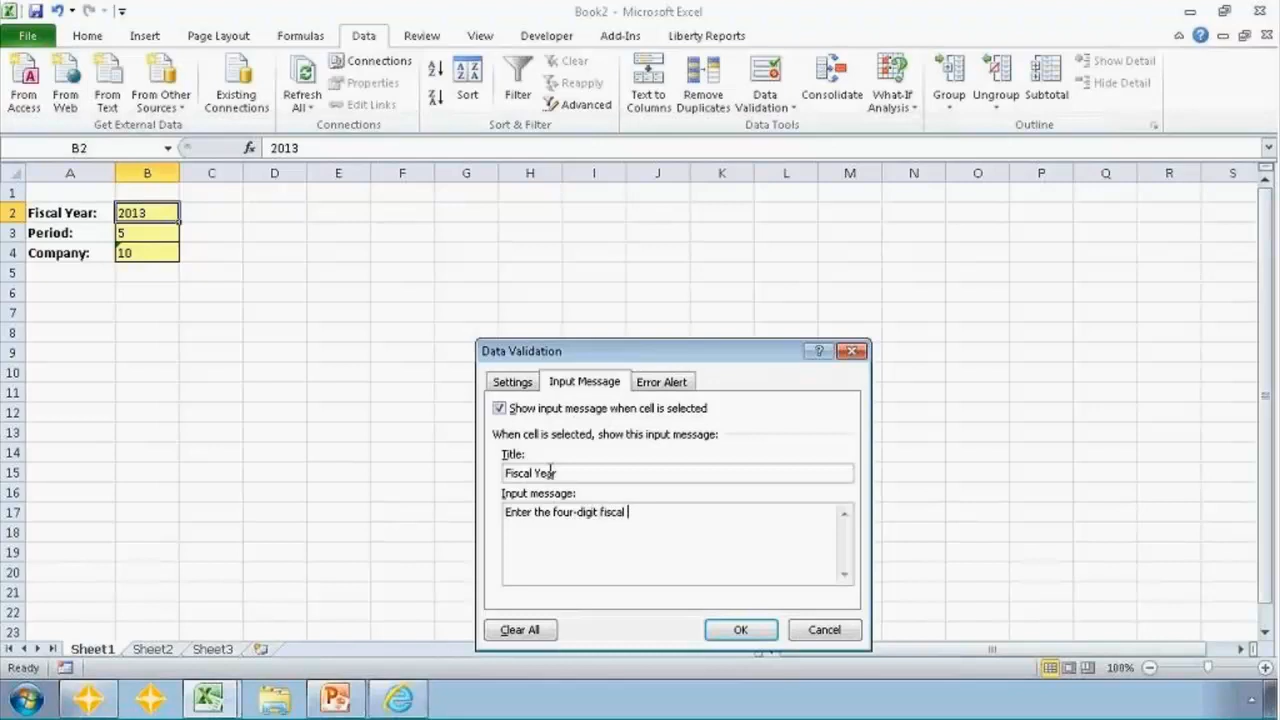 Book2 - Microsoft Excel
File Home Insert Page Layout Formulas Data Review View Developer Add-Ins Liberty Reports
From Access
From Web
From Text
From Other Sources
Existing Connections
Get External Data
Refresh All
Connections
Properties
Edit Links
Connections
Sort
Filter
Clear
Reapply
Advanced
Sort & Filter
Text to Columns
Remove Duplicates
Data Validation
Consolidate
What-If Analysis
Data Tools
Group
Ungroup
Subtotal
Show Detail
Hide Detail
Outline
B2 fx 2013
A B C D E F G H I J K L M N O P Q R S
1
2 Fiscal Year: 2013
3 Period: 5
4 Company: 10
5
6
7
8
9
10
11
12
13
14
15
16
17
18
19
20
21
22
23
Data Validation
Settings Input Message Error Alert
Show input message when cell is selected
When cell is selected, show this input message:
Title:
Fiscal Year
Input message:
Enter the four-digit fiscal
Clear All OK Cancel
Sheet1 Sheet2 Sheet3
Ready 100%